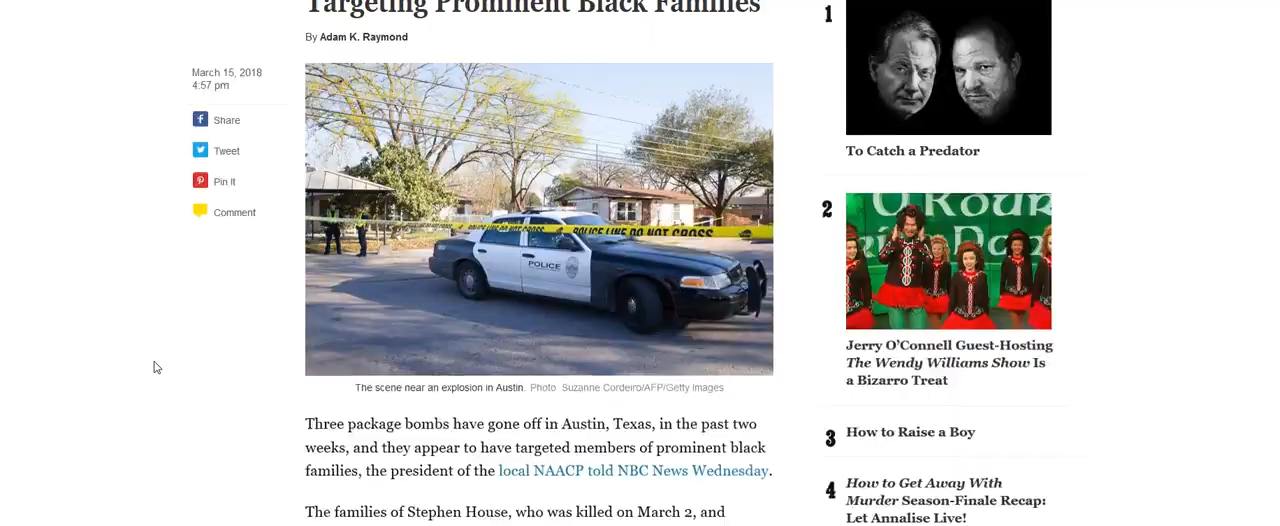 Targeting Prominent Black Families
By Adam K. Raymond
March 15, 2018
4:57 pm
Share
Tweet
Pin It
Comment
POLICE LINE DO NOT CROSS
POLICE
The scene near an explosion in Austin. Photo Suzanne Cordeiro/AFP/Getty Images
Three package bombs have gone off in Austin, Texas, in the past two
weeks, and they appear to have targeted members of prominent black
families, the president of the local NAACP told NBC News Wednesday.
The families of Stephen House, who was killed on March 2, and
1
To Catch a Predator
2
Jerry O’Connell Guest-Hosting
The Wendy Williams Show Is
a Bizarro Treat
3
How to Raise a Boy
4
How to Get Away With
Murder Season-Finale Recap:
Let Annalise Live!